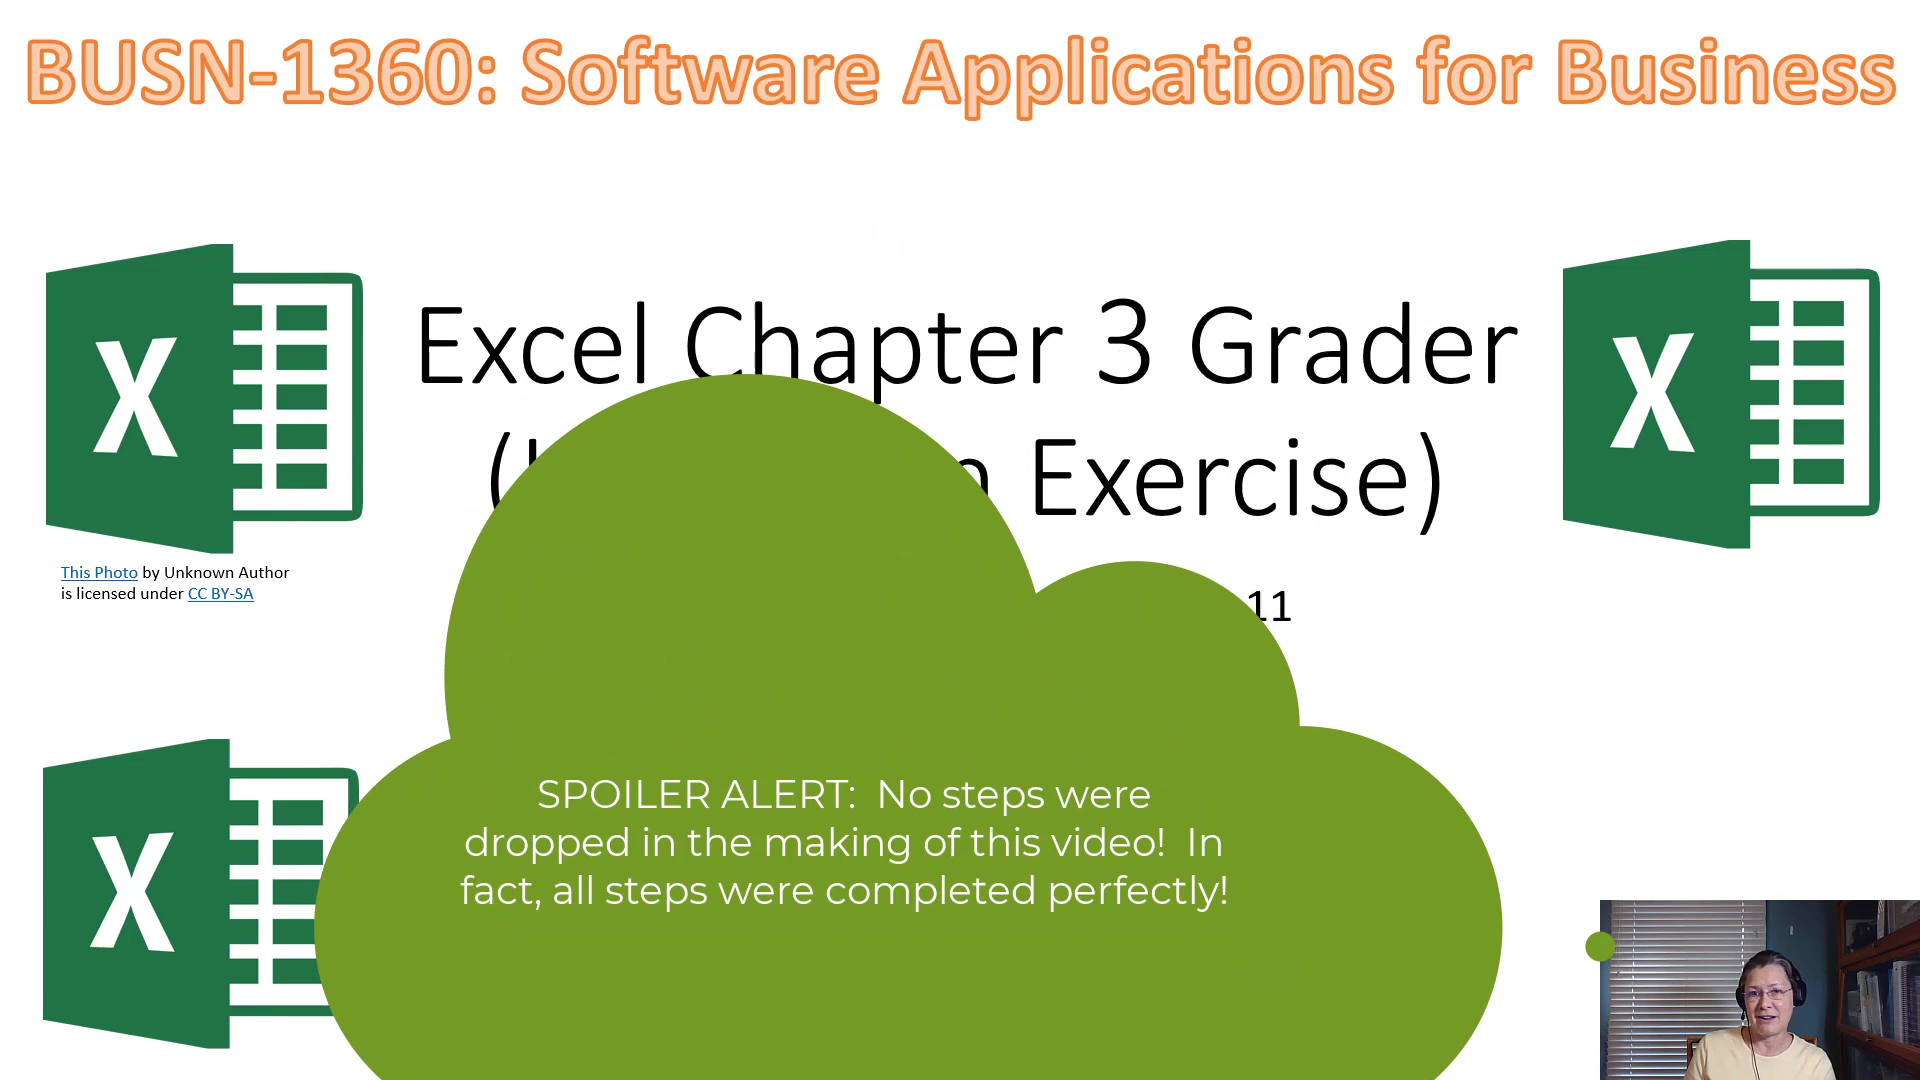 BUSN-1360: Software Applications for Business
Excel Chapter 3 Grader
Exercise)
This Photo by Unknown Author
is licensed under CC BY-SA
11
SPOILER ALERT: No steps were
dropped in the making of this video! In
fact, all steps were completed perfectly!
X
X
X